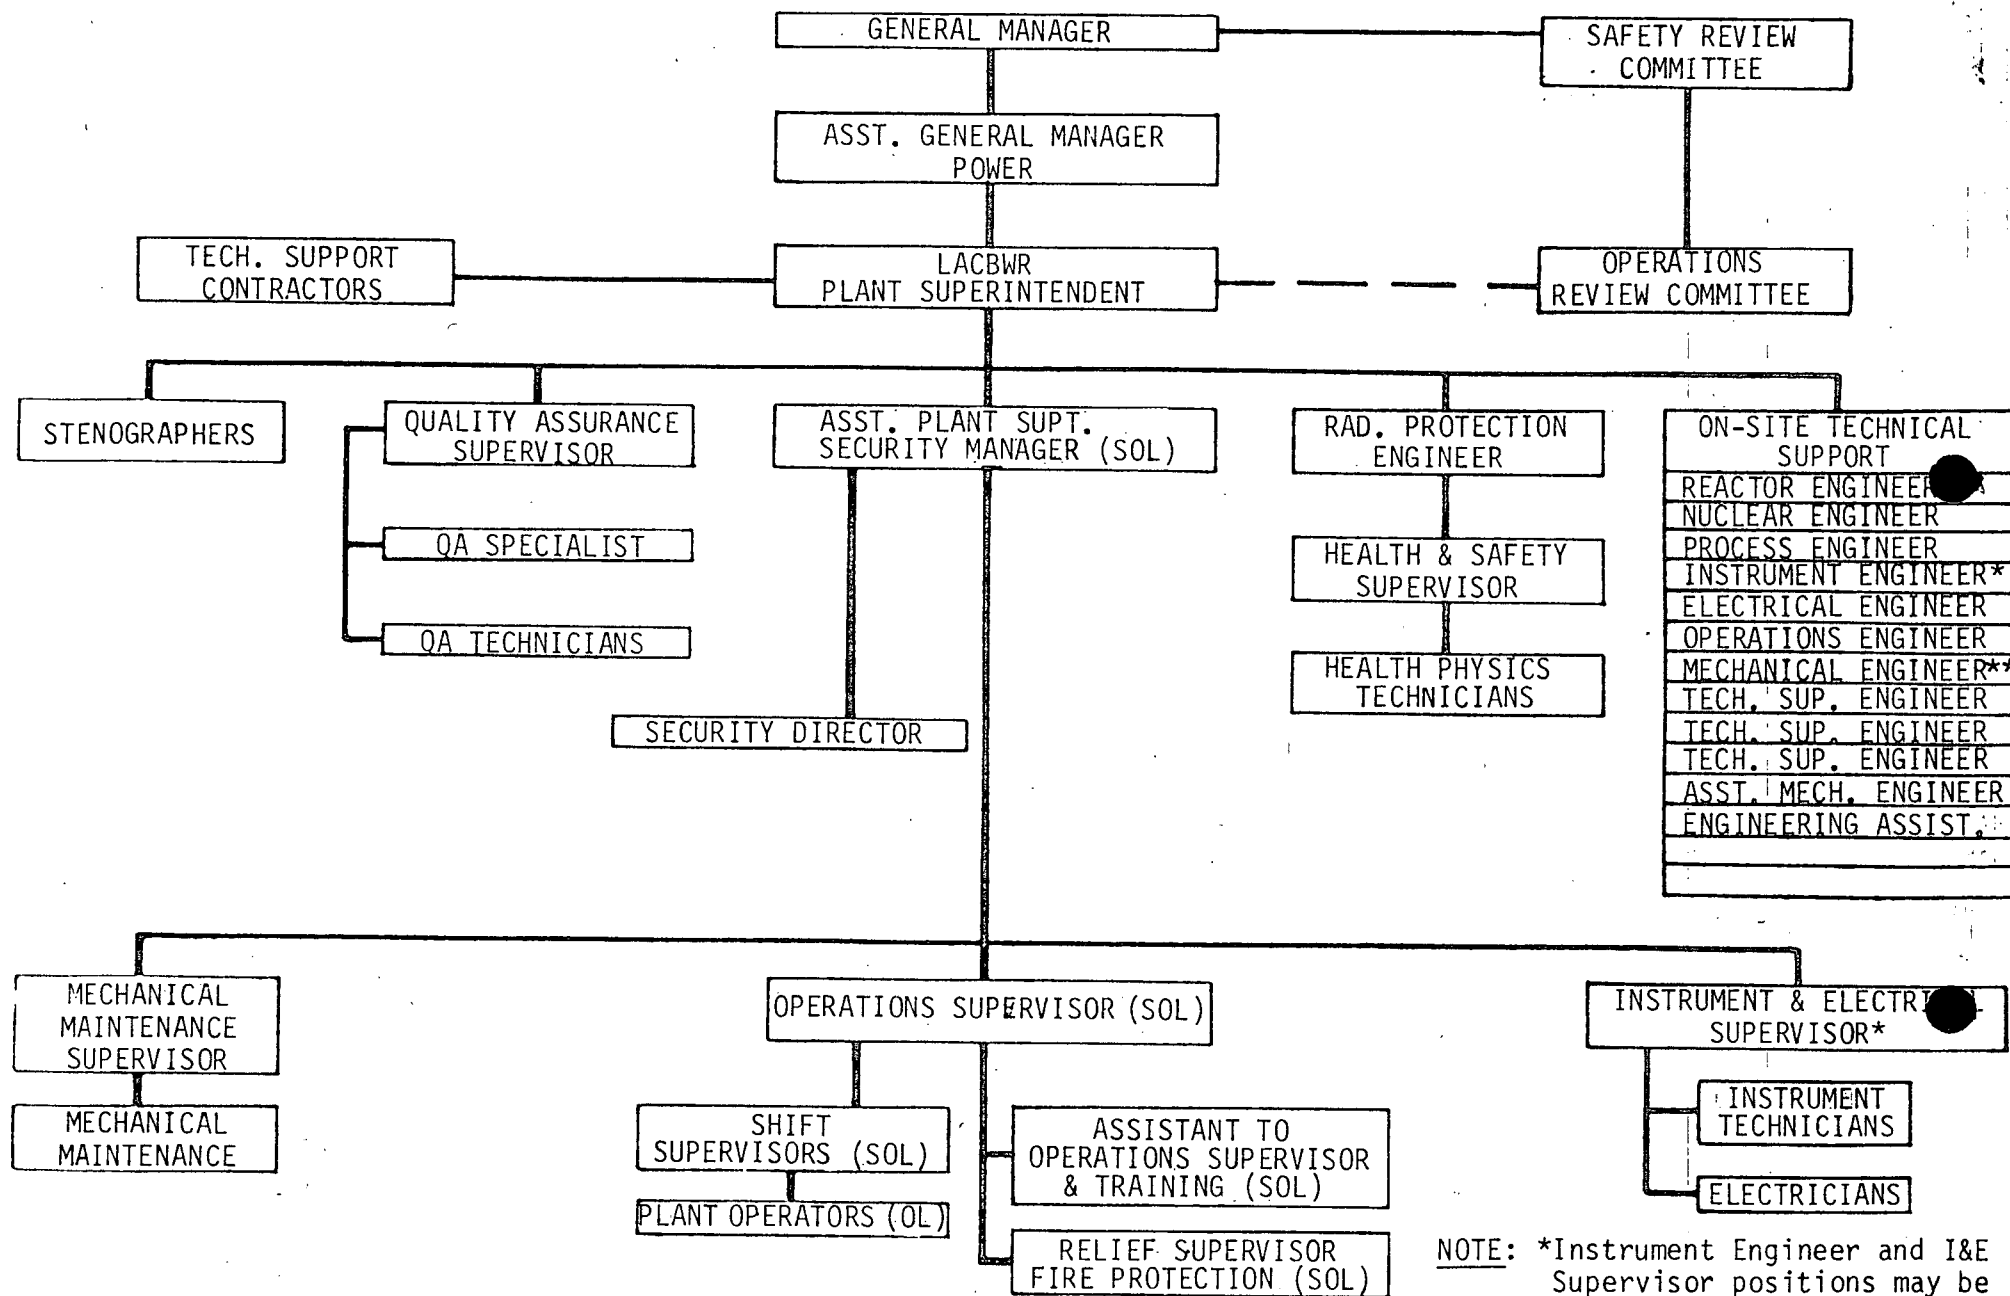 GENERAL MANAGER
SAFETY REVIEW
COMMITTEE
ASST. GENERAL MANAGER
POWER
TECH. SUPPORT
CONTRACTORS
LACBWR
PLANT SUPERINTENDENT
OPERATIONS
REVIEW COMMITTEE
STENOGRAPHERS
QUALITY ASSURANCE
SUPERVISOR
QA SPECIALIST
QA TECHNICIANS
ASST. PLANT SUPT.
SECURITY MANAGER (SOL)
SECURITY DIRECTOR
RAD. PROTECTION
ENGINEER
HEALTH & SAFETY
SUPERVISOR
HEALTH PHYSICS
TECHNICIANS
ON-SITE TECHNICAL
SUPPORT
REACTOR ENGINEER
NUCLEAR ENGINEER
PROCESS ENGINEER
INSTRUMENT ENGINEER*
ELECTRICAL ENGINEER
OPERATIONS ENGINEER
MECHANICAL ENGINEER**
TECH. SUP. ENGINEER
TECH. SUP. ENGINEER
TECH. SUP. ENGINEER
ASST. MECH. ENGINEER
ENGINEERING ASSIST.
MECHANICAL
MAINTENANCE
SUPERVISOR
MECHANICAL
MAINTENANCE
OPERATIONS SUPERVISOR (SOL)
SHIFT
SUPERVISORS (SOL)
PLANT OPERATORS (OL)
ASSISTANT TO
OPERATIONS SUPERVISOR
& TRAINING (SOL)
RELIEF SUPERVISOR
FIRE PROTECTION (SOL)
INSTRUMENT &
SUPERVISOR*
INSTRUMENT
TECHNICIANS
ELECTRICIANS
NOTE: *Instrument Engineer and I&E
Supervisor positions may be